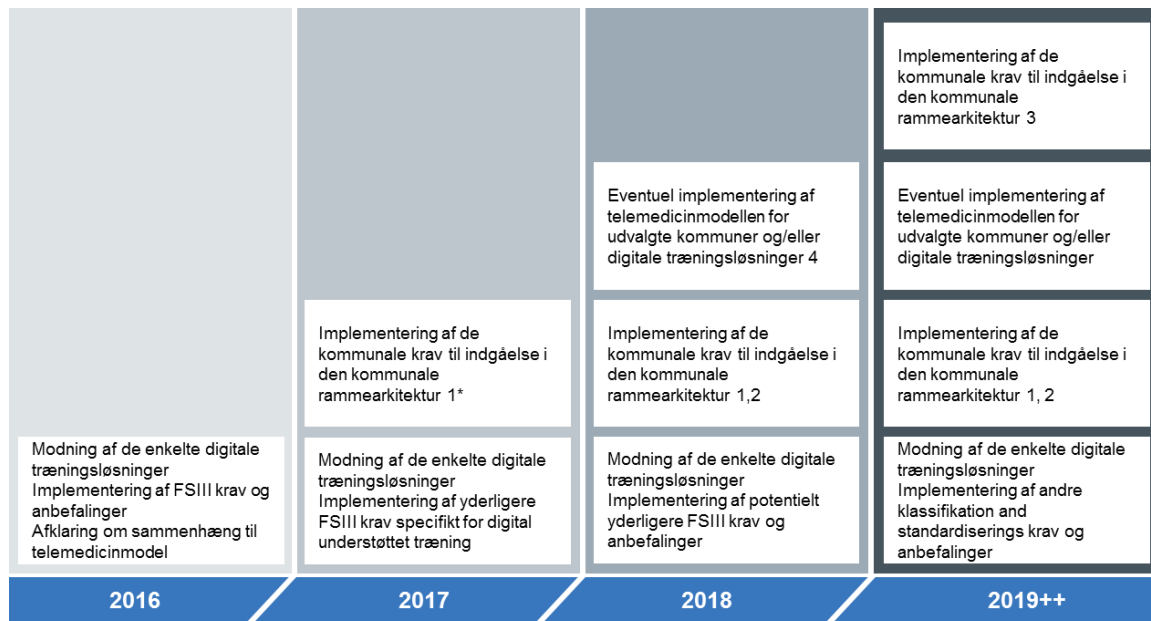 Modning af de enkelte digitale
træningsløsninger
Implementering af FSIII krav og
anbefalinger
Afklaring om sammenhæng til
telemedicinmodel
2016
Implementering af de
kommunale krav til indgåelse i
den kommunale
rammearkitektur 1*
Modning af de enkelte digitale
træningsløsninger
Implementering af yderligere
FSIII krav specifikt for digital
understøttet træning
2017
Eventuel implementering af
telemedicinmodellen for
udvalgte kommuner og/eller
digitale træningsløsninger 4
Implementering af de
kommunale krav til indgåelse i
den kommunale
rammearkitektur 1,2
Modning af de enkelte digitale
træningsløsninger
Implementering af potentielt
yderligere FSIII krav og
anbefalinger
2018
Implementering af de
kommunale krav til indgåelse i
den kommunale
rammearkitektur 3
Eventuel implementering af
telemedicinmodellen for
udvalgte kommuner og/eller
digitale træningsløsninger
Implementering af de
kommunale krav til indgåelse i
den kommunale
rammearkitektur 1, 2
Modning af de enkelte digitale
træningsløsninger
Implementering af andre
klassifikation and
standardiserings krav og
anbefalinger
2019++